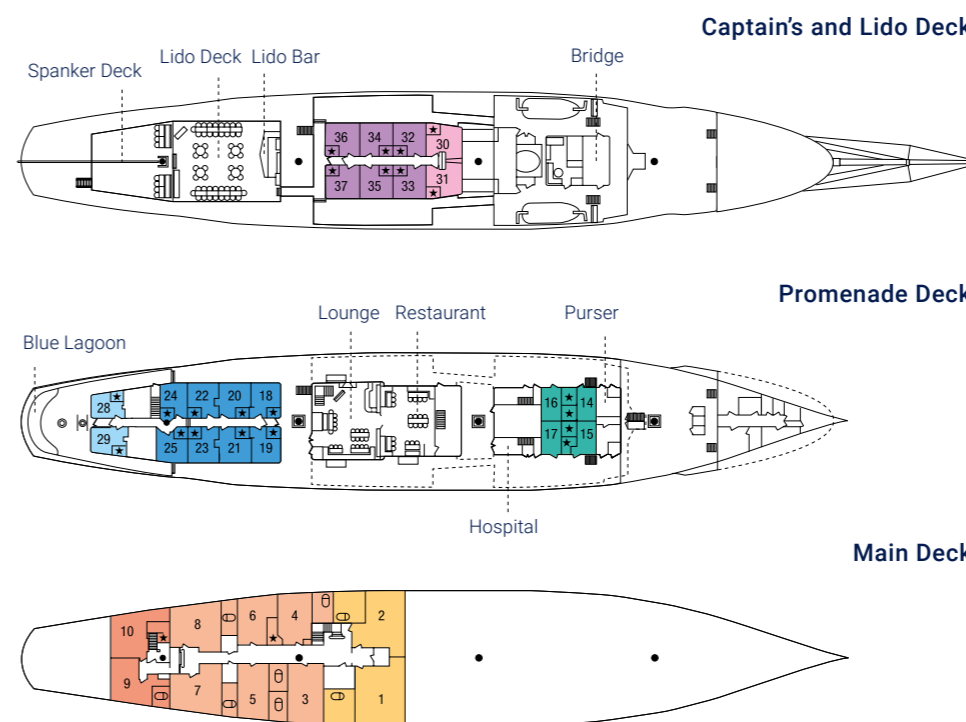 Captain's and Lido Deck
Spanker Deck
Lido Deck
Lido Bar
Bridge
36
34
32
30
37
35
33
31
Promenade Deck
Blue Lagoon
Lounge
Restaurant
Purser
28
24
22
20
18
16
14
29
25
23
21
19
17
15
Hospital
Main Deck
10
8
6
4
2
9
7
5
3
1